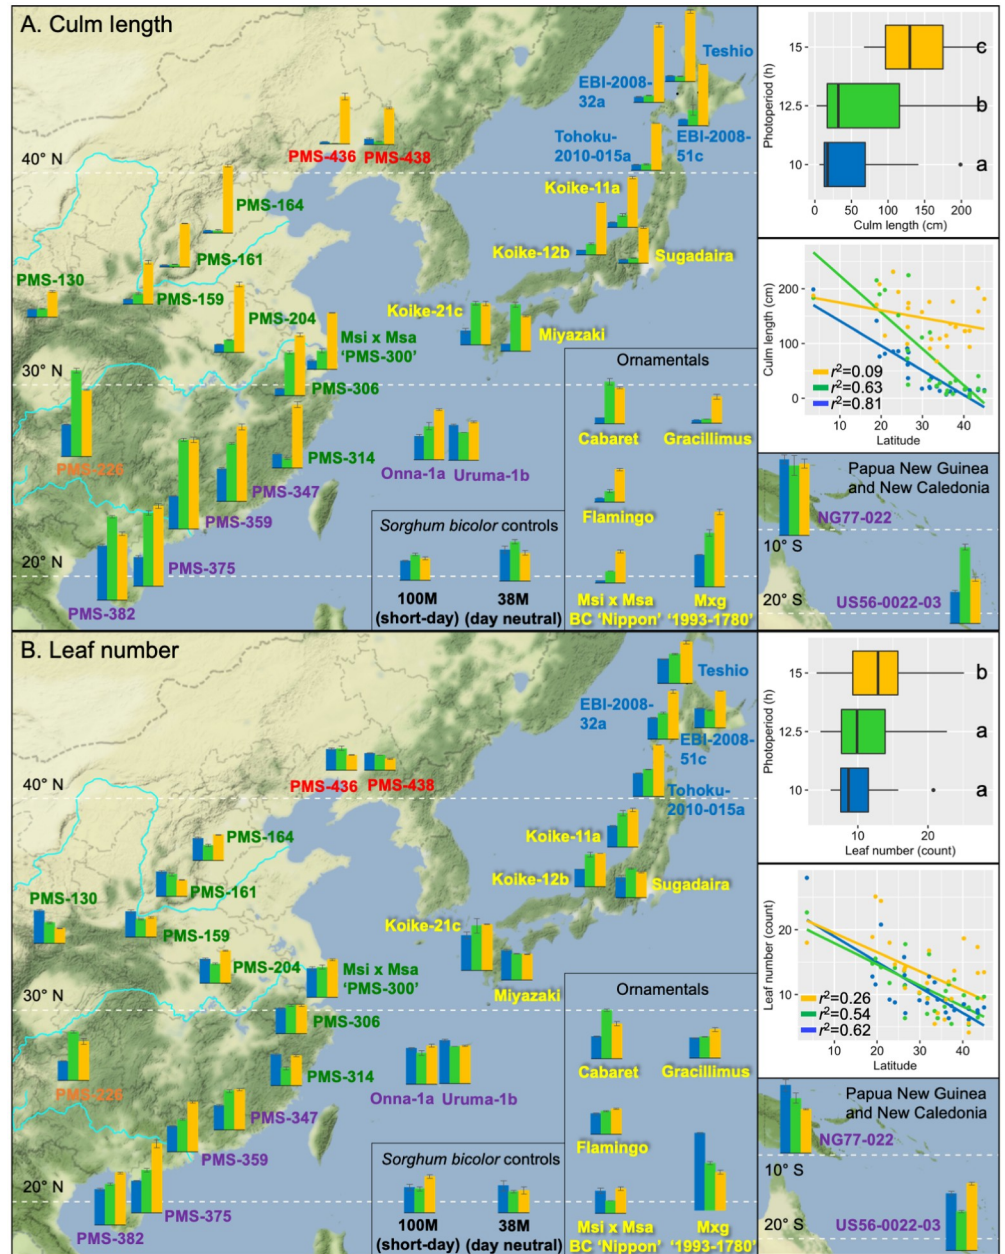 A. Culm length
Teshio
EBI-2008-
32a
EBI-2008-
51c
Tohoku-
2010-015a
PMS-436
PMS-438
40° N
Koike-11a
PMS-164
Koike-12b
Sugadaira
PMS-161
PMS-130
PMS-159
Koike-21c
PMS-204
Miyazaki
Msi x Msa
'PMS-300'
30° N
PMS-306
Ornamentals
Cabaret
Gracillimus
PMS-226
PMS-314
Onna-1a
Uruma-1b
PMS-347
Flamingo
PMS-359
Sorghum bicolor controls
20° N
PMS-375
100M
(short-day)
38M
(day neutral)
Msi x Msa
BC 'Nippon'
Mxg
'1993-1780'
PMS-382
Photoperiod (h)
15
12.5
10
c
b
a
0 50 100 150 200
Culm length (cm)
Culm length (cm)
200
100
0
r²=0.09
r²=0.63
r²=0.81
10 20 30 40
Latitude
Papua New Guinea
and New Caledonia
NG77-022
10° S
20° S
US56-0022-03
B. Leaf number
Teshio
EBI-2008-
32a
EBI-2008-
51c
PMS-436
PMS-438
Tohoku-
2010-015a
40° N
PMS-164
Koike-11a
PMS-161
Koike-12b
Sugadaira
PMS-130
PMS-159
Koike-21c
PMS-204
Msi x Msa
'PMS-300'
Miyazaki
30° N
PMS-306
Ornamentals
Cabaret
Gracillimus
PMS-226
PMS-314
Onna-1a
Uruma-1b
PMS-347
Flamingo
PMS-359
Sorghum bicolor controls
20° N
PMS-375
100M
(short-day)
38M
(day neutral)
Msi x Msa
BC 'Nippon'
Mxg
'1993-1780'
PMS-382
Photoperiod (h)
15
12.5
10
b
a
a
10 20
Leaf number (count)
Leaf number (count)
20
10
r²=0.26
r²=0.54
r²=0.62
10 20 30 40
Latitude
Papua New Guinea
and New Caledonia
NG77-022
10° S
20° S
US56-0022-03